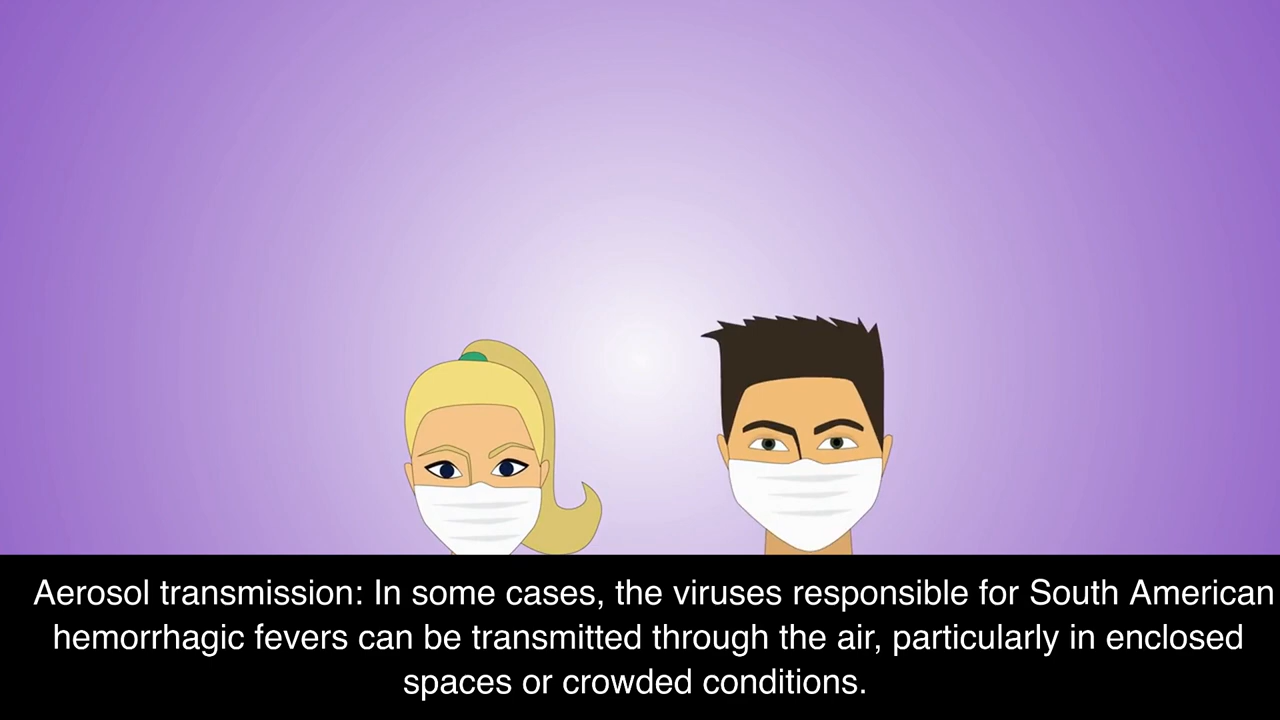 Aerosol transmission: In some cases, the viruses responsible for South American
hemorrhagic fevers can be transmitted through the air, particularly in enclosed
spaces or crowded conditions.